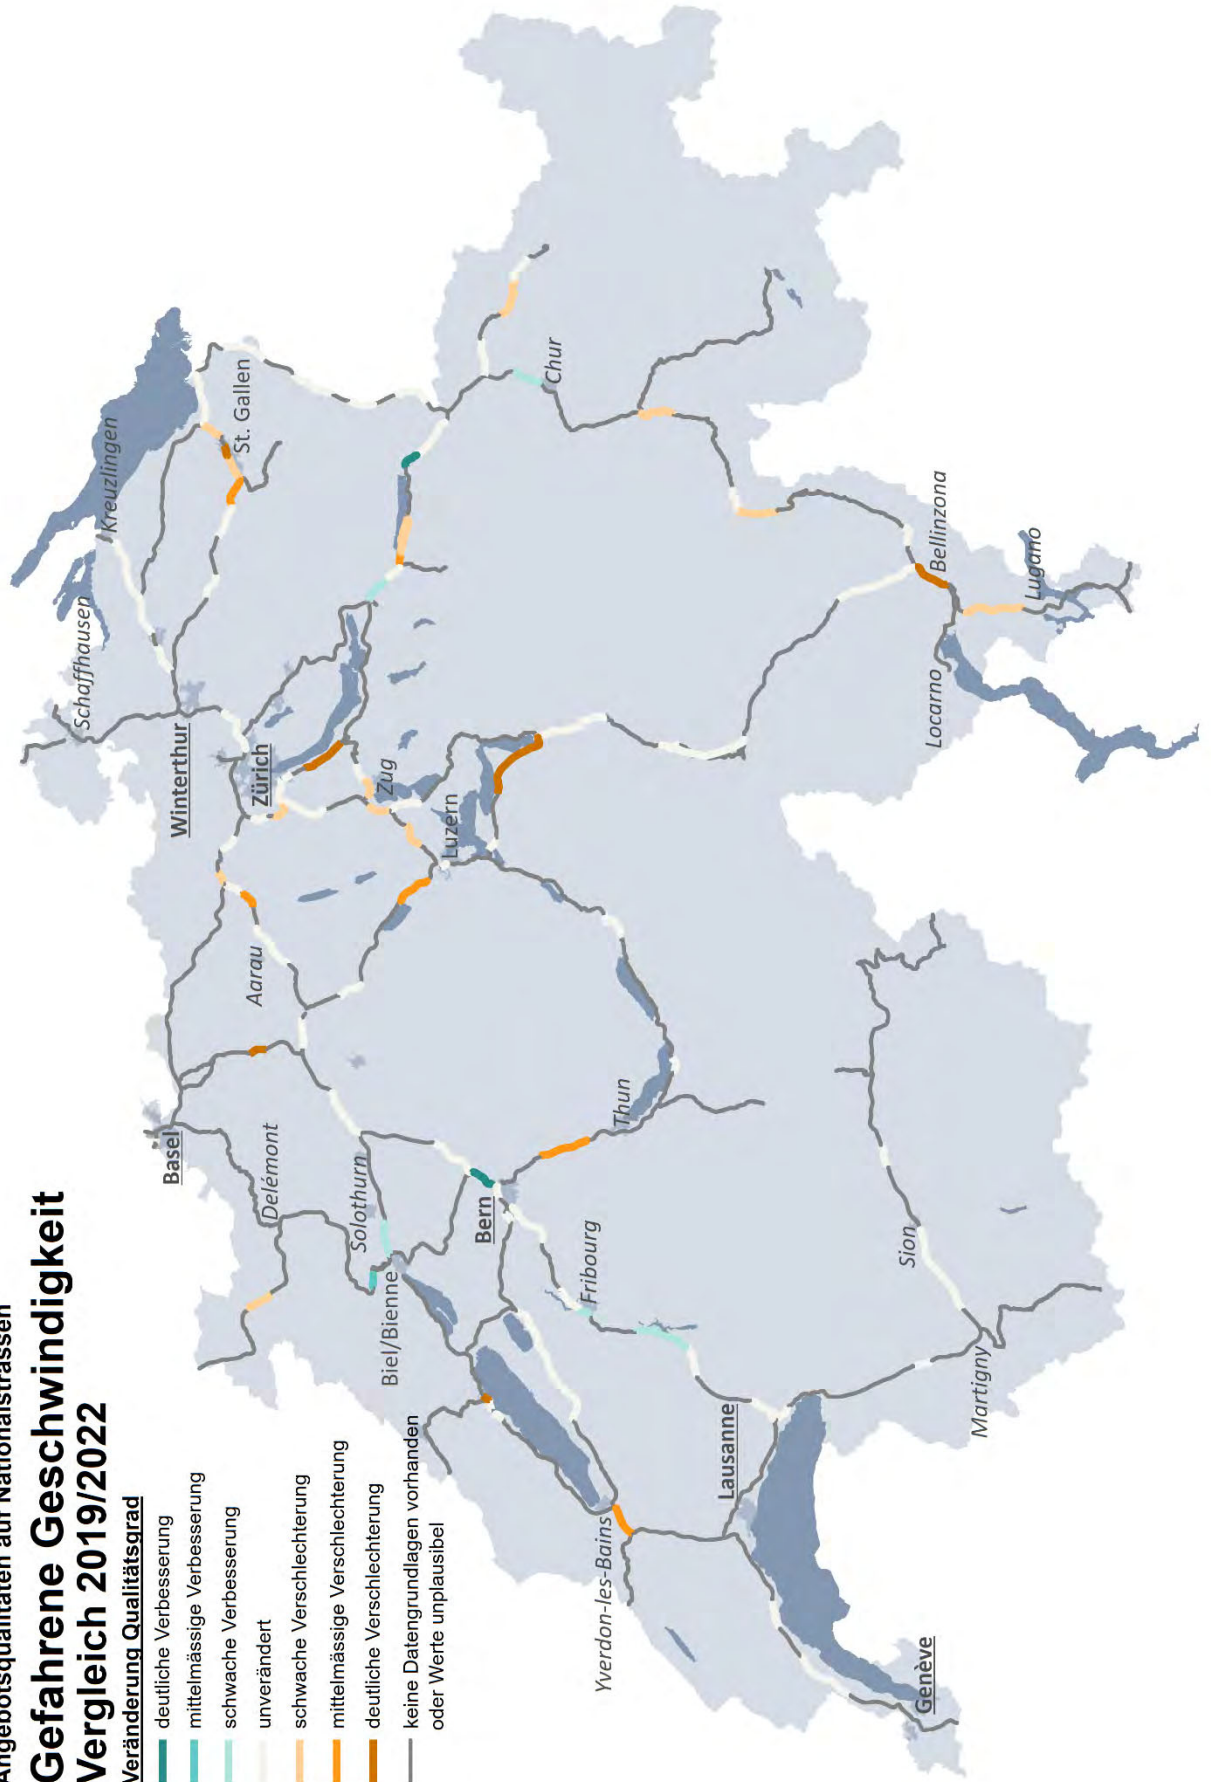 Angebotsqualitäten auf Nationalstrassen
Gefahrene Geschwindigkeit
Vergleich 2019/2022
Veränderung Qualitätsgrad
deutliche Verbesserung
mittelmässige Verbesserung
schwache Verbesserung
unverändert
schwache Verschlechterung
mittelmässige Verschlechterung
deutliche Verschlechterung
keine Datengrundlagen vorhanden
oder Werte unplausibel
Schaffhausen
Kreuzlingen
Winterthur
St. Gallen
Basel
Zürich
Aarau
Delémont
Solothurn
Zug
Biel/Bienne
Luzern
Bern
Chur
Fribourg
Thun
Yverdon-les-Bains
Lausanne
Sion
Martigny
Genève
Locarno
Bellinzona
Lugano